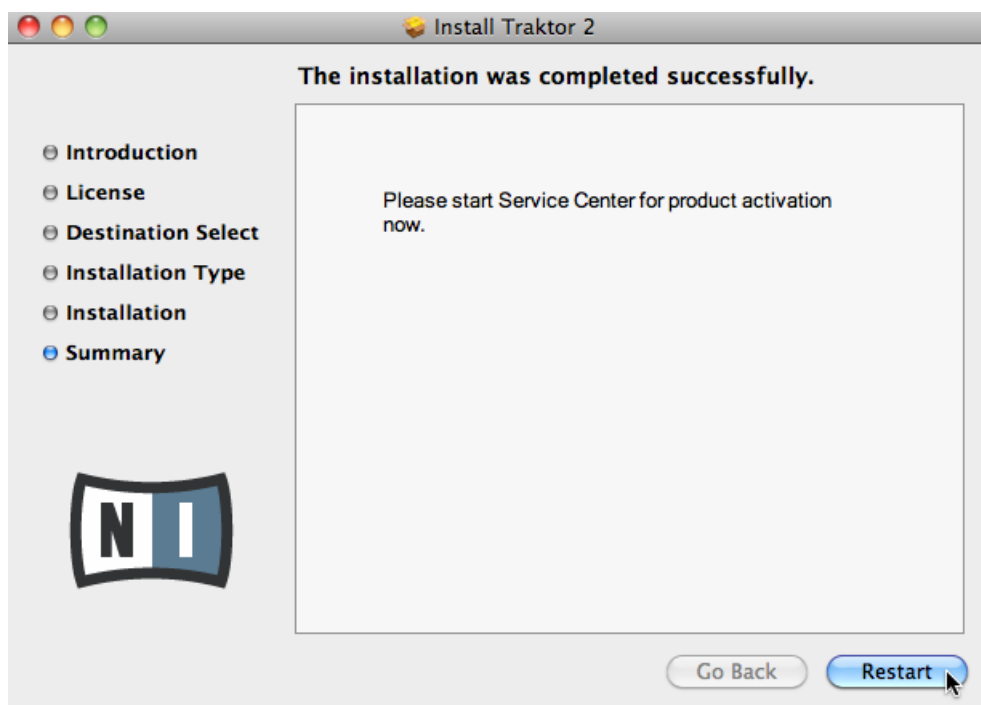 Install Traktor 2
The installation was completed successfully.
Introduction
License
Destination Select
Installation Type
Installation
Summary
Please start Service Center for product activation
now.
NI
Go Back
Restart